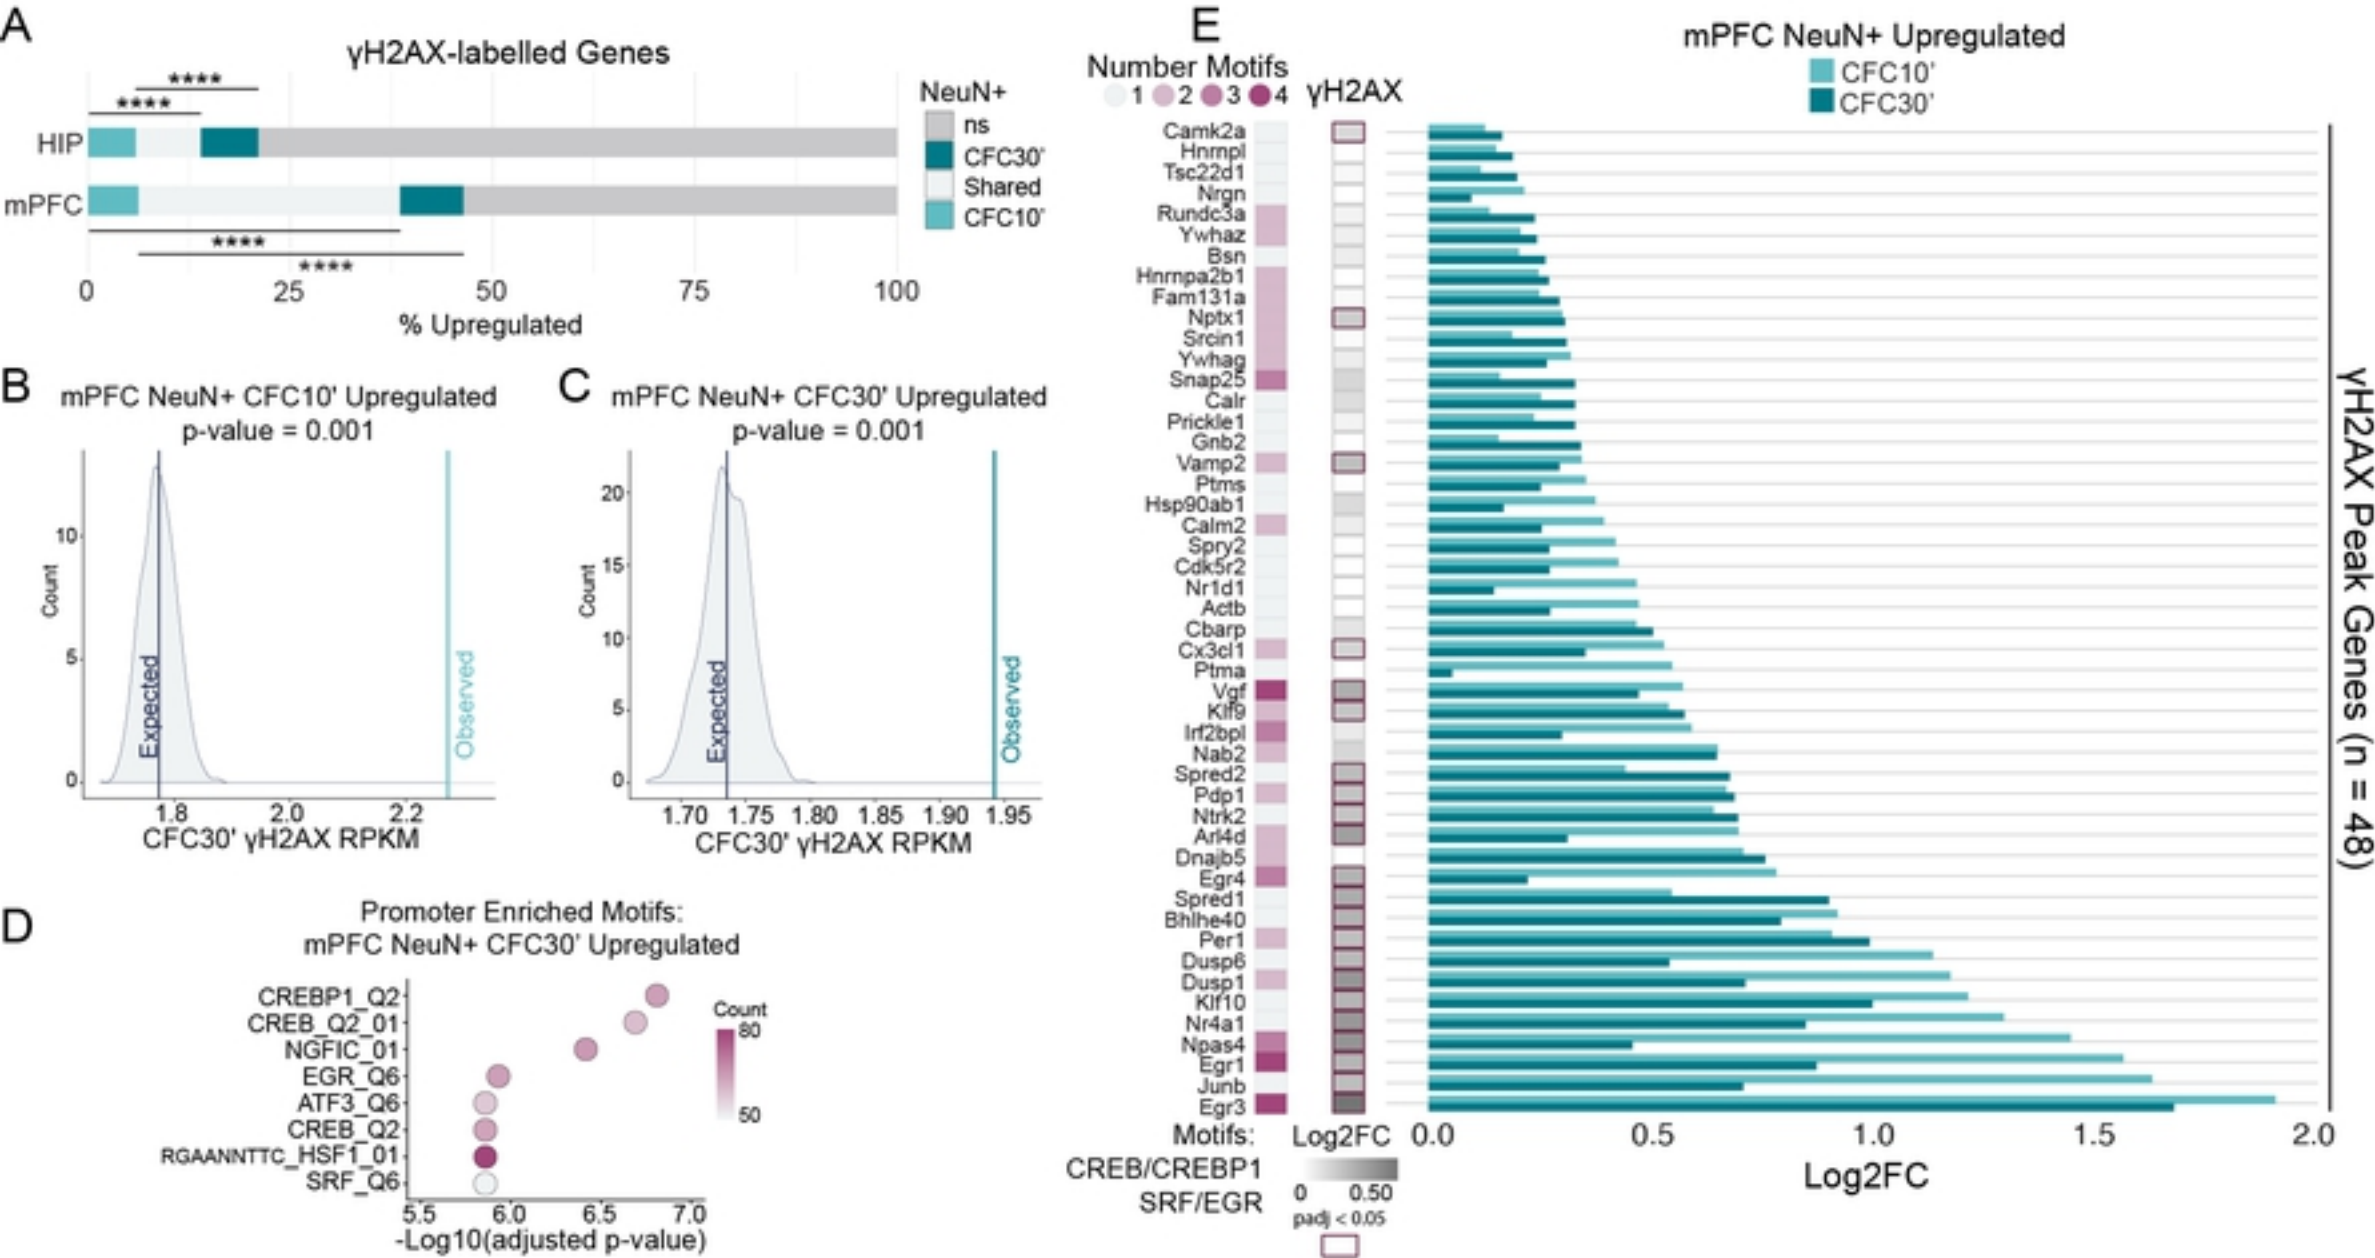 A
γH2AX-labelled Genes
****
****
HIP
mPFC
****
****
0 25 50 75 100
% Upregulated
NeuN+
ns
CFC30'
Shared
CFC10'
B
mPFC NeuN+ CFC10' Upregulated
p-value = 0.001
Count
10
5
0
Expected
Observed
1.8 2.0 2.2
CFC30' γH2AX RPKM
C
mPFC NeuN+ CFC30' Upregulated
p-value = 0.001
Count
20
15
10
5
0
Expected
Observed
1.70 1.75 1.80 1.85 1.90 1.95
CFC30' γH2AX RPKM
D
Promoter Enriched Motifs:
mPFC NeuN+ CFC30' Upregulated
CREBP1_Q2
CREB_Q2_01
NGFIC_01
EGR_Q6
ATF3_Q6
CREB_Q2
RGAANNTTC_HSF1_01
SRF_Q6
5.5 6.0 6.5 7.0
-Log10(adjusted p-value)
Count
80
50
E
Number Motifs
1 2 3 4
γH2AX
mPFC NeuN+ Upregulated
CFC10'
CFC30'
Camk2a
Hnrnpl
Tsc22d1
Nrgn
Rundc3a
Ywhaz
Bsn
Hnrnpa2b1
Fam131a
Nptx1
Srcin1
Ywhag
Snap25
Calr
Prickle1
Gnb2
Vamp2
Ptms
Hsp90ab1
Calm2
Spry2
Cdk5r2
Nr1d1
Actb
Cbarp
Cx3cl1
Ptma
Vgf
Klf9
Irf2bpl
Nab2
Spred2
Pdp1
Ntrk2
Arl4d
Dnajb5
Egr4
Spred1
Bhlhe40
Per1
Dusp6
Dusp1
Klf10
Nr4a1
Npas4
Egr1
Junb
Egr3
Motifs:
CREB/CREBP1
SRF/EGR
Log2FC
0 0.50
padj < 0.05
0.0 0.5 1.0 1.5 2.0
Log2FC
γH2AX Peak Genes (n = 48)